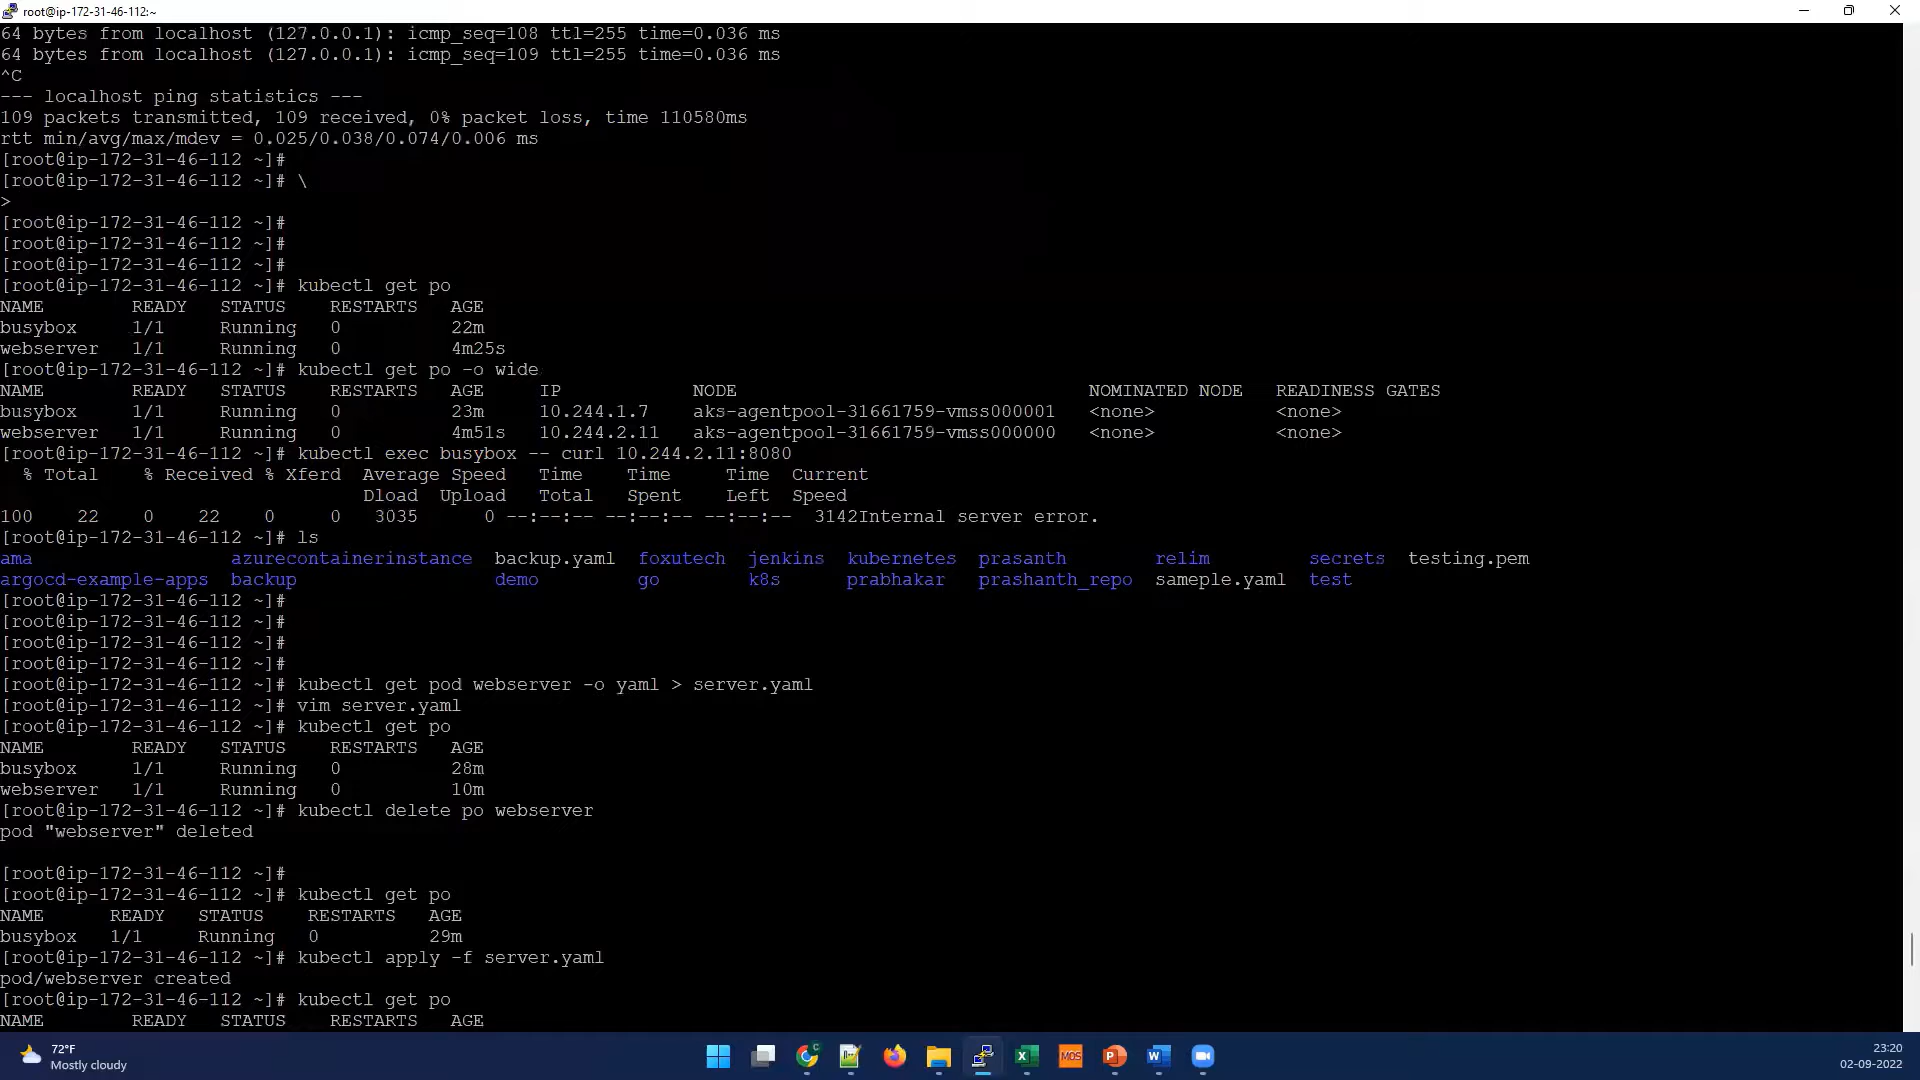 root@ip-172-31-46-112:~
64 bytes from localhost (127.0.0.1): icmp_seq=108 ttl=255 time=0.036 ms
64 bytes from localhost (127.0.0.1): icmp_seq=109 ttl=255 time=0.036 ms
^C
--- localhost ping statistics ---
109 packets transmitted, 109 received, 0% packet loss, time 110580ms
rtt min/avg/max/mdev = 0.025/0.038/0.074/0.006 ms
[root@ip-172-31-46-112 ~]#
[root@ip-172-31-46-112 ~]# \
>
[root@ip-172-31-46-112 ~]#
[root@ip-172-31-46-112 ~]#
[root@ip-172-31-46-112 ~]#
[root@ip-172-31-46-112 ~]# kubectl get po
NAME READY STATUS RESTARTS AGE
busybox 1/1 Running 0 22m
webserver 1/1 Running 0 4m25s
[root@ip-172-31-46-112 ~]# kubectl get po -o wide
NAME READY STATUS RESTARTS AGE IP NODE NOMINATED NODE READINESS GATES
busybox 1/1 Running 0 23m 10.244.1.7 aks-agentpool-31661759-vmss000001 <none> <none>
webserver 1/1 Running 0 4m51s 10.244.2.11 aks-agentpool-31661759-vmss000000 <none> <none>
[root@ip-172-31-46-112 ~]# kubectl exec busybox -- curl 10.244.2.11:8080
% Total % Received % Xferd Average Speed Time Time Time Current
Dload Upload Total Spent Left Speed
100 22 0 22 0 0 3035 0 --:--:-- --:--:-- --:--:-- 3142Internal server error.
[root@ip-172-31-46-112 ~]# ls
ama azurecontainerinstance backup.yaml foxutech jenkins kubernetes prasanth relim secrets testing.pem
argocd-example-apps backup demo go k8s prabhakar prashanth_repo sameple.yaml test
[root@ip-172-31-46-112 ~]#
[root@ip-172-31-46-112 ~]#
[root@ip-172-31-46-112 ~]#
[root@ip-172-31-46-112 ~]#
[root@ip-172-31-46-112 ~]# kubectl get pod webserver -o yaml > server.yaml
[root@ip-172-31-46-112 ~]# vim server.yaml
[root@ip-172-31-46-112 ~]# kubectl get po
NAME READY STATUS RESTARTS AGE
busybox 1/1 Running 0 28m
webserver 1/1 Running 0 10m
[root@ip-172-31-46-112 ~]# kubectl delete po webserver
pod "webserver" deleted
[root@ip-172-31-46-112 ~]#
[root@ip-172-31-46-112 ~]# kubectl get po
NAME READY STATUS RESTARTS AGE
busybox 1/1 Running 0 29m
[root@ip-172-31-46-112 ~]# kubectl apply -f server.yaml
pod/webserver created
[root@ip-172-31-46-112 ~]# kubectl get po
NAME READY STATUS RESTARTS AGE
72°F
Mostly cloudy
MOS
23:20
02-09-2022